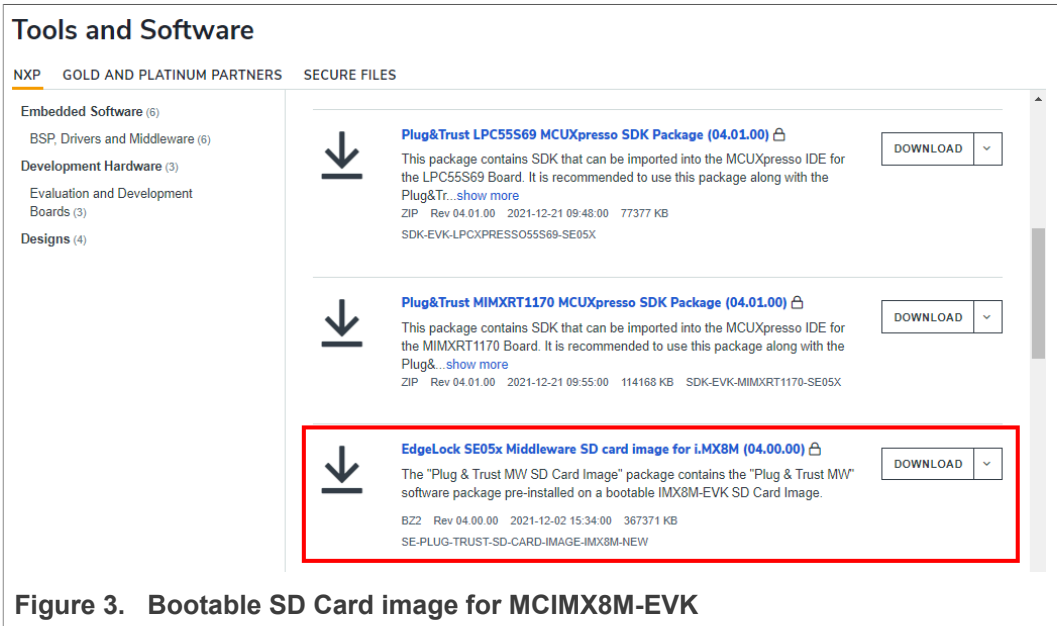 Tools and Software
NXP GOLD AND PLATINUM PARTNERS SECURE FILES
Embedded Software (6)
BSP, Drivers and Middleware (6)
Development Hardware (3)
Evaluation and Development
Boards (3)
Designs (4)
Plug&Trust LPC55S69 MCUXpresso SDK Package (04.01.00)
DOWNLOAD
This package contains SDK that can be imported into the MCUXpresso IDE for
the LPC55S69 Board. It is recommended to use this package along with the
Plug&Tr...show more
ZIP Rev 04.01.00 2021-12-21 09:48:00 77377 KB
SDK-EVK-LPCXPRESSO55S69-SE05X
Plug&Trust MIMXRT1170 MCUXpresso SDK Package (04.01.00)
DOWNLOAD
This package contains SDK that can be imported into the MCUXpresso IDE for
the MIMXRT1170 Board. It is recommended to use this package along with the
Plug&...show more
ZIP Rev 04.01.00 2021-12-21 09:55:00 114168 KB SDK-EVK-MIMXRT1170-SE05X
EdgeLock SE05x Middleware SD card image for i.MX8M (04.00.00)
DOWNLOAD
The "Plug & Trust MW SD Card Image" package contains the "Plug & Trust MW"
software package pre-installed on a bootable IMX8M-EVK SD Card Image.
BZ2 Rev 04.00.00 2021-12-02 15:34:00 367371 KB
SE-PLUG-TRUST-SD-CARD-IMAGE-IMX8M-NEW
Figure 3. Bootable SD Card image for MCIMX8M-EVK